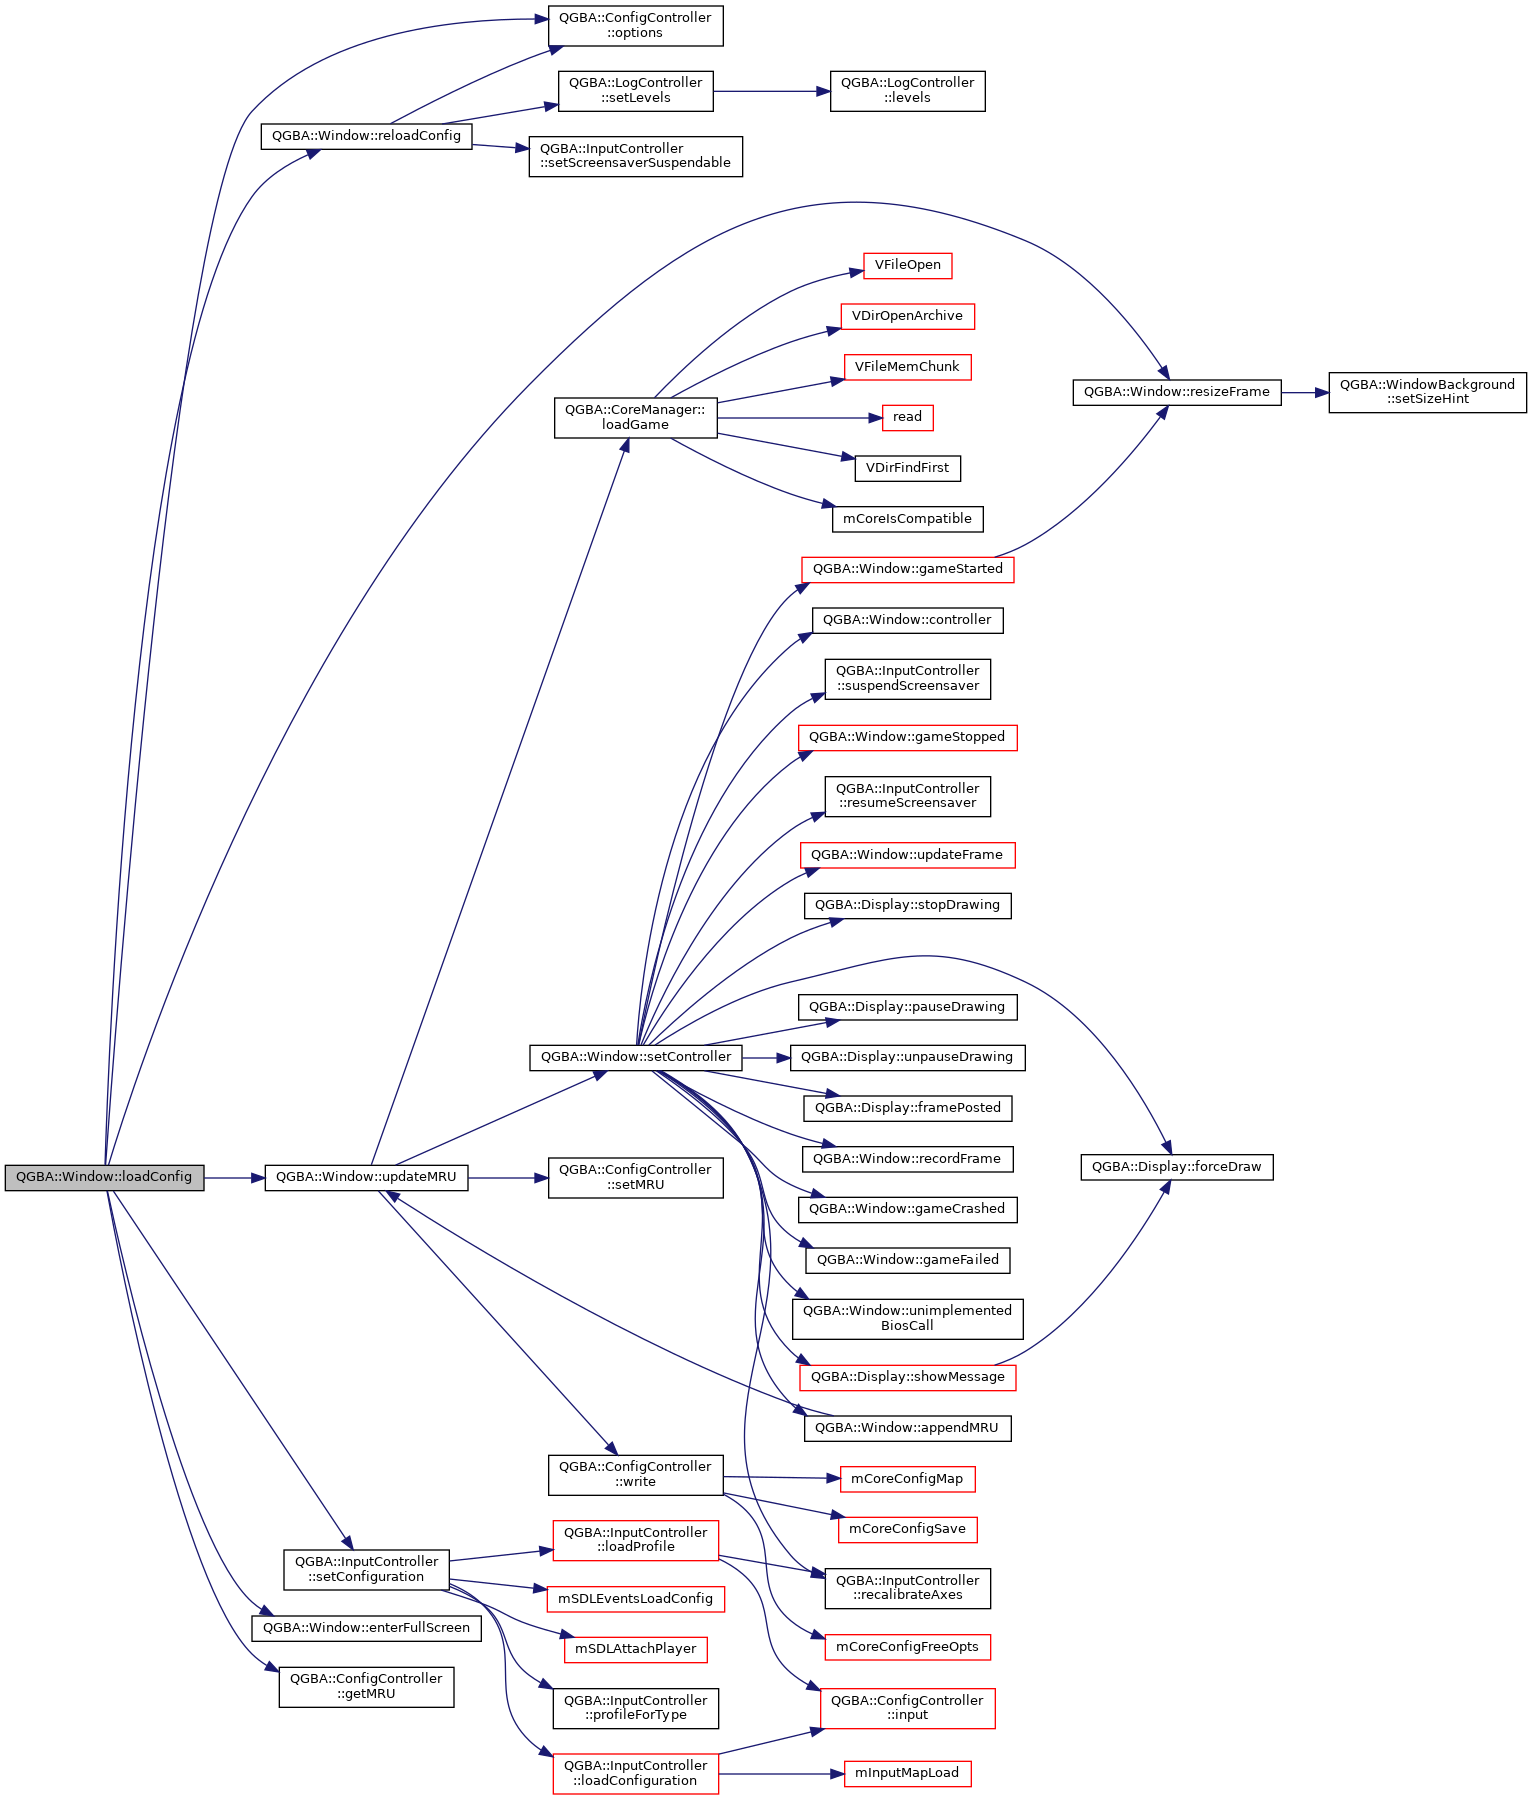 QGBA::ConfigController
::options
QGBA::LogController
::setLevels
QGBA::LogController
::levels
QGBA::Window::reloadConfig
QGBA::InputController
::setScreensaverSuspendable
VFileOpen
VDirOpenArchive
VFileMemChunk
QGBA::Window::resizeFrame
QGBA::WindowBackground
::setSizeHint
QGBA::CoreManager::
loadGame
read
VDirFindFirst
mCoreIsCompatible
QGBA::Window::gameStarted
QGBA::Window::controller
QGBA::InputController
::suspendScreensaver
QGBA::Window::gameStopped
QGBA::InputController
::resumeScreensaver
QGBA::Window::updateFrame
QGBA::Display::stopDrawing
QGBA::Display::pauseDrawing
QGBA::Window::setController
QGBA::Display::unpauseDrawing
QGBA::Display::framePosted
QGBA::Window::recordFrame
QGBA::Display::forceDraw
QGBA::Window::loadConfig
QGBA::Window::updateMRU
QGBA::ConfigController
::setMRU
QGBA::Window::gameCrashed
QGBA::Window::gameFailed
QGBA::Window::unimplemented
BiosCall
QGBA::Display::showMessage
QGBA::Window::appendMRU
QGBA::ConfigController
::write
mCoreConfigMap
mCoreConfigSave
QGBA::InputController
::loadProfile
QGBA::InputController
::setConfiguration
QGBA::InputController
::recalibrateAxes
mSDLEventsLoadConfig
QGBA::Window::enterFullScreen
mSDLAttachPlayer
mCoreConfigFreeOpts
QGBA::ConfigController
::getMRU
QGBA::InputController
::profileForType
QGBA::ConfigController
::input
QGBA::InputController
::loadConfiguration
mInputMapLoad